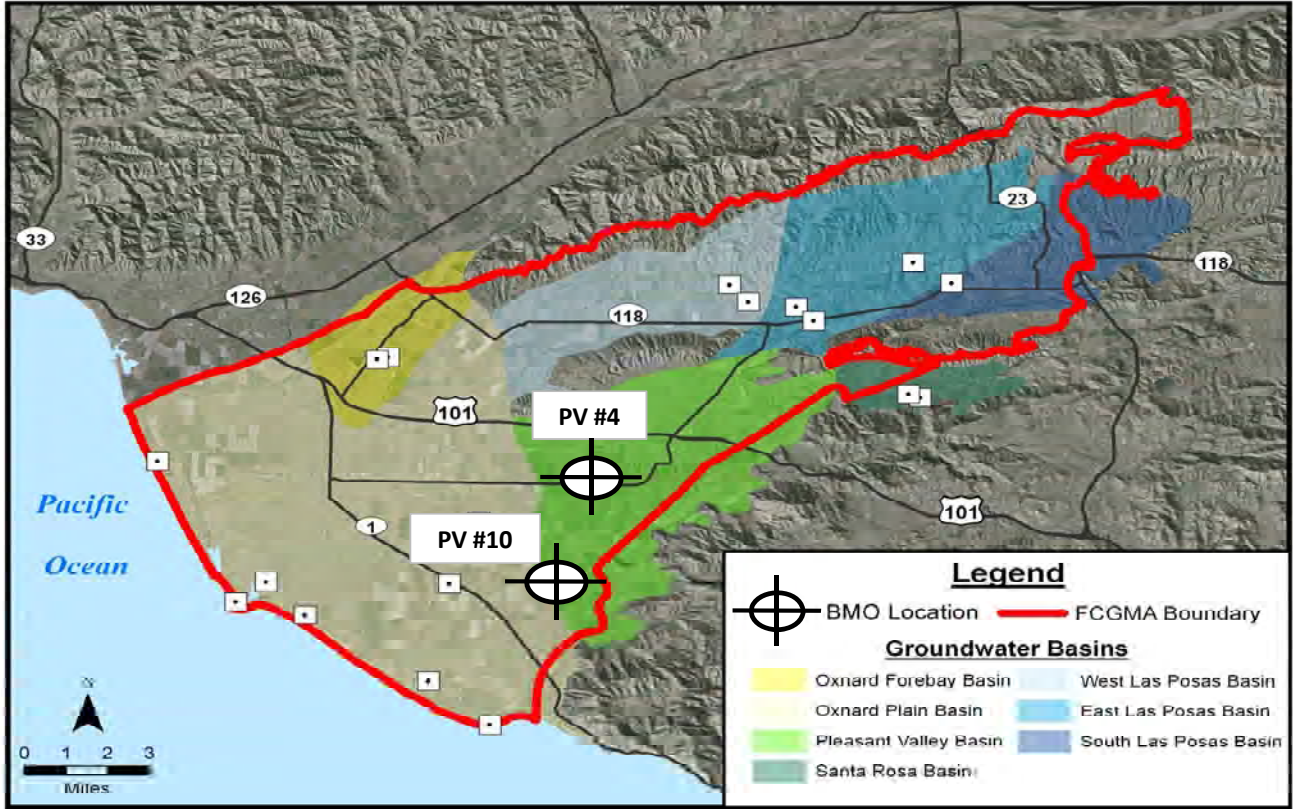 33
126
23
118
118
101
PV #4
Pacific
Ocean
1
PV #10
101
N
0 1 2 3
Miles
Legend
BMO Location FCGMA Boundary
Groundwater Basins
Oxnard Forebay Basin West Las Posas Basin
Oxnard Plain Basin East Las Posas Basin
Pleasant Valley Basin South Las Posas Basin
Santa Rosa Basin